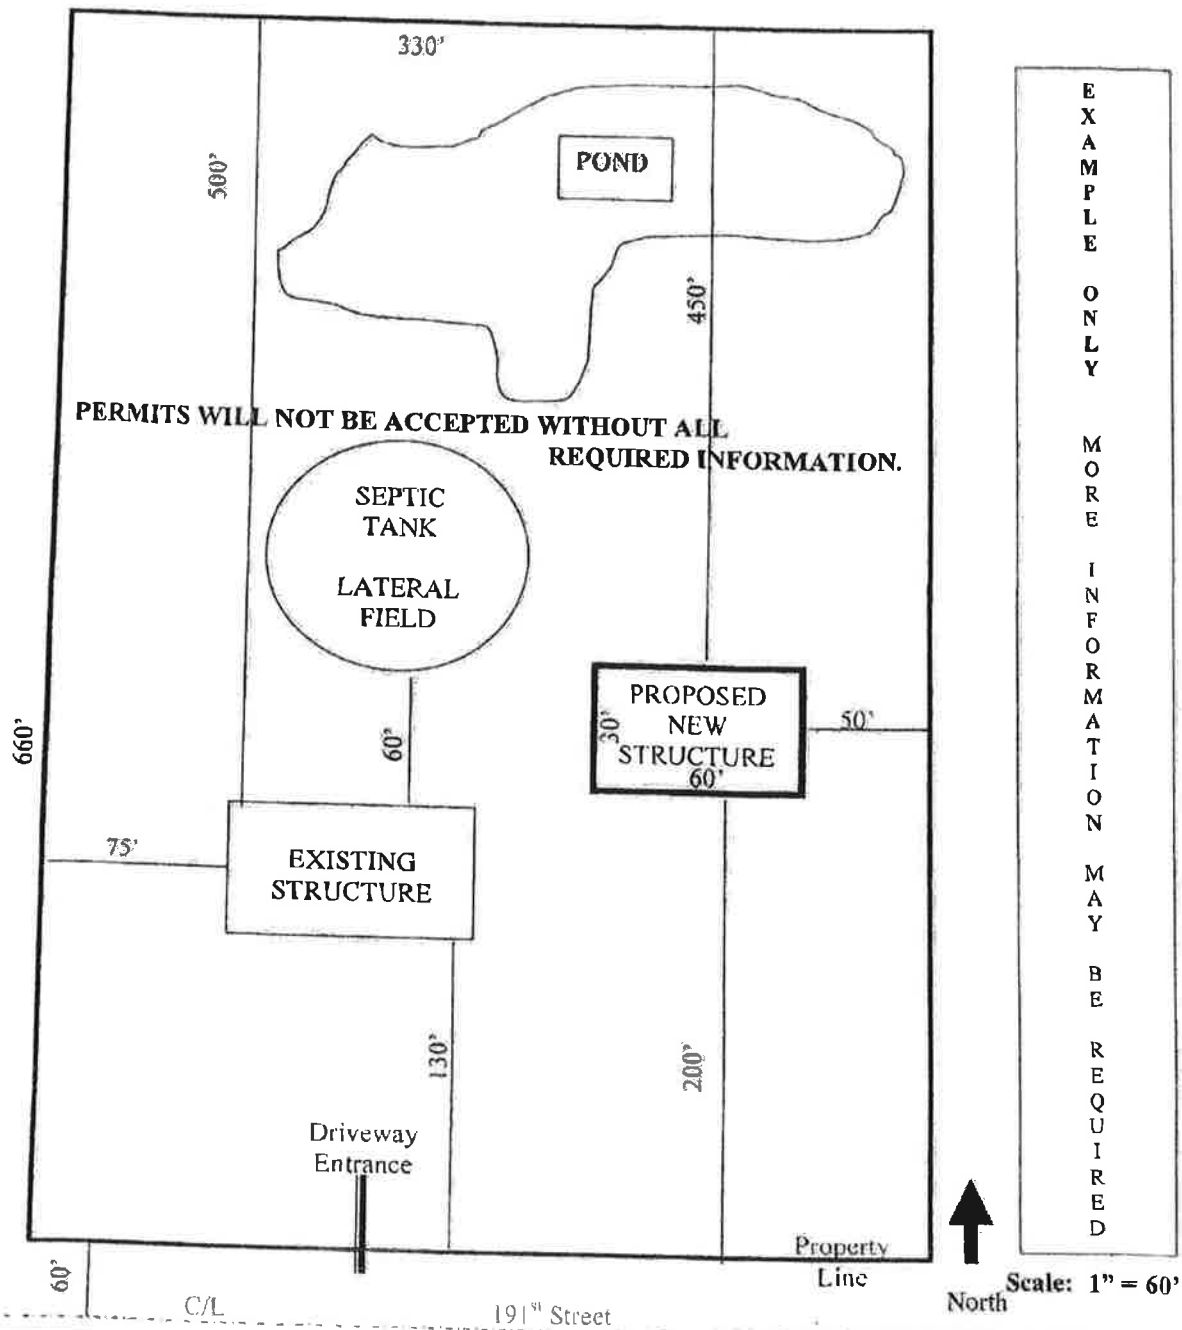 330'
500'
POND
450'
PERMITS WILL NOT BE ACCEPTED WITHOUT ALL
REQUIRED INFORMATION.
SEPTIC
TANK
LATERAL
FIELD
660'
60'
PROPOSED
NEW
STRUCTURE
30'
60'
50'
75'
EXISTING
STRUCTURE
130'
200'
Driveway
Entrance
Property
Line
60'
C/L
191st Street
North
Scale: 1" = 60'
EXAMPLE ONLY MORE INFORMATION MAY BE REQUIRED